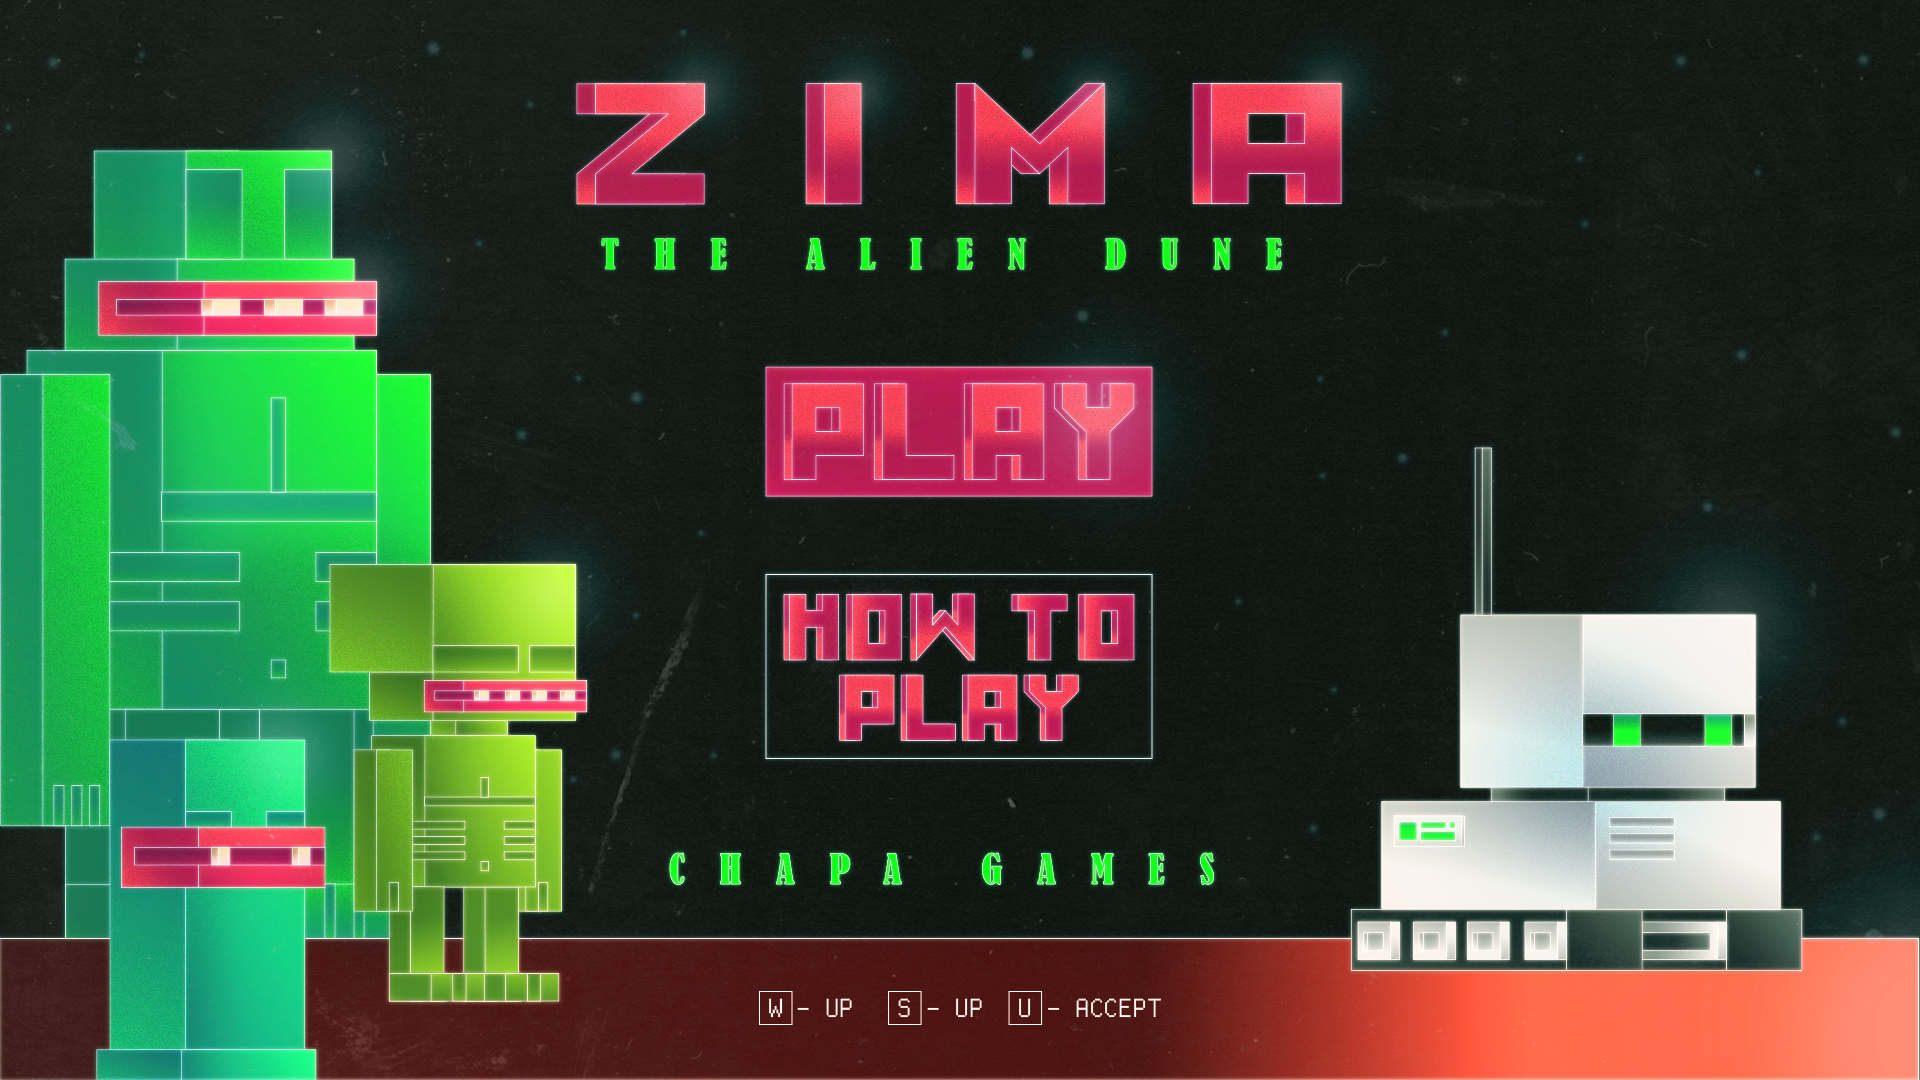 ZIMA
THE ALIEN DUNE
PLAY
HOW TO
PLAY
CHAPA GAMES
W - UP S - UP U - ACCEPT